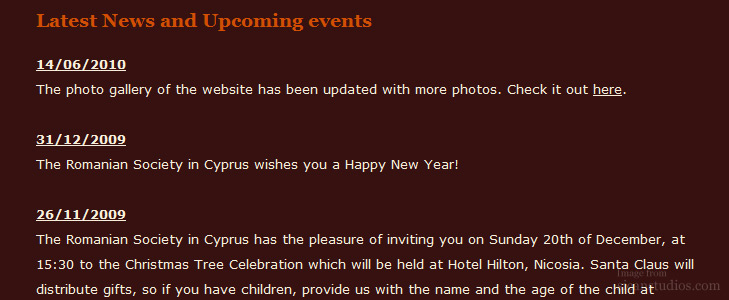 Latest News and Upcoming events
14/06/2010
The photo gallery of the website has been updated with more photos. Check it out here.
31/12/2009
The Romanian Society in Cyprus wishes you a Happy New Year!
26/11/2009
The Romanian Society in Cyprus has the pleasure of inviting you on Sunday 20th of December, at
15:30 to the Christmas Tree Celebration which will be held at Hotel Hilton, Nicosia. Santa Claus will
Image from
distribute gifts, so if you have children, provide us with the name and the age of the child at